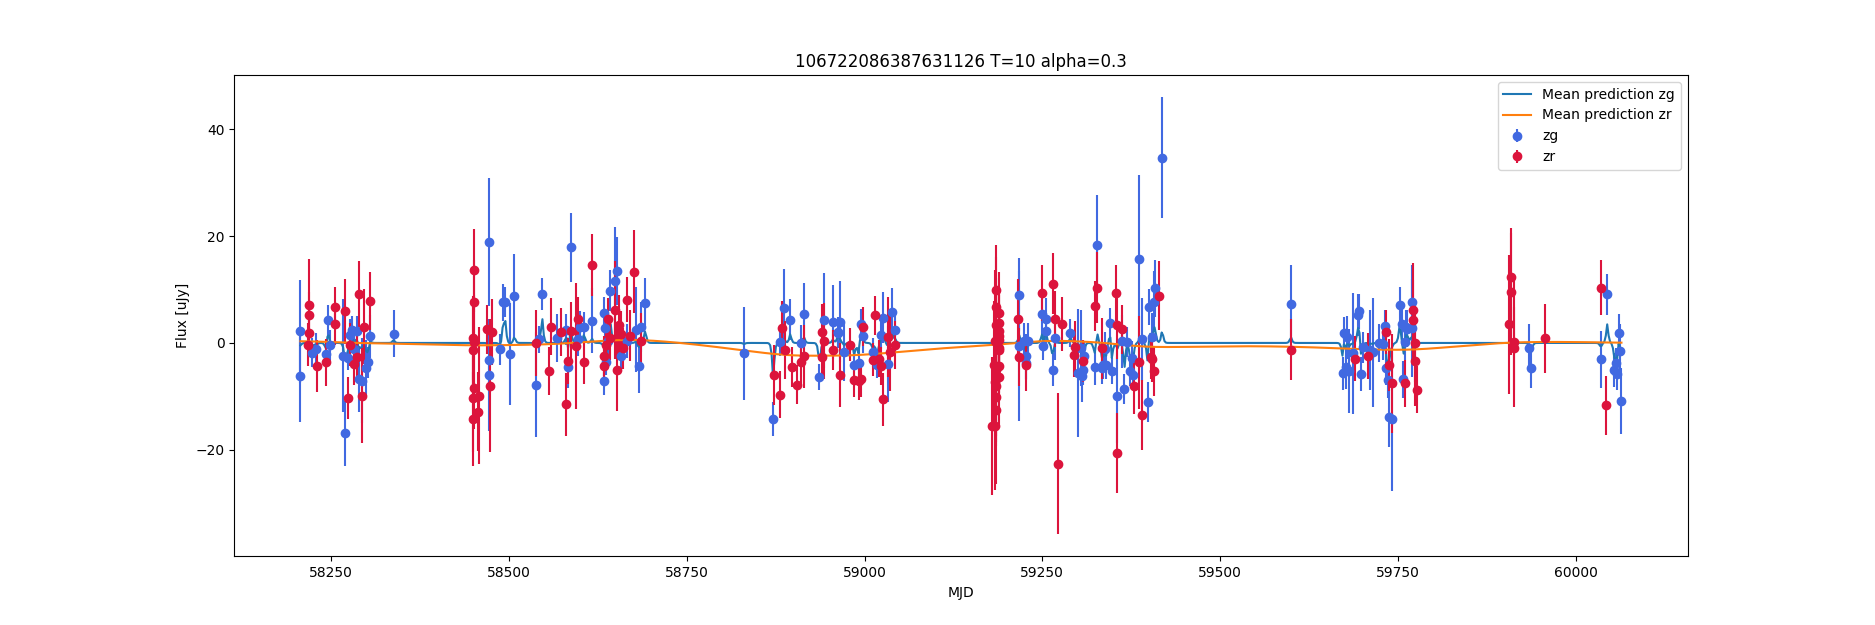 106722086387631126 T=10 alpha=0.3
Mean prediction zg
Mean prediction zr
zg
zr
Flux [uJy]
40
20
0
−20
58250 58500 58750 59000 59250 59500 59750 60000
MJD